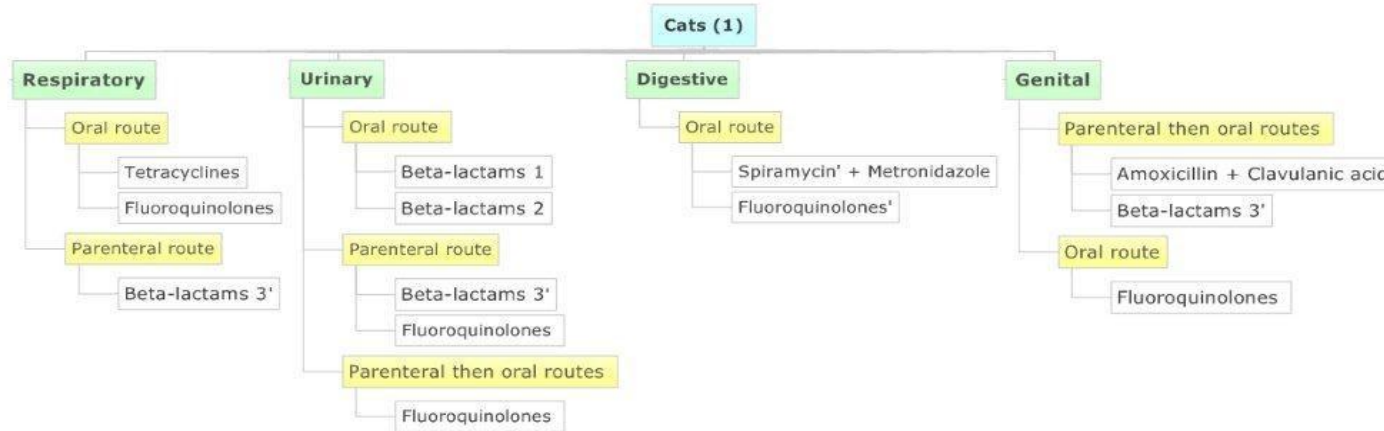 Cats (1)
Respiratory
Oral route
Tetracyclines
Fluoroquinolones
Parenteral route
Beta-lactams 3'
Urinary
Oral route
Beta-lactams 1
Beta-lactams 2
Parenteral route
Beta-lactams 3'
Fluoroquinolones
Parenteral then oral routes
Fluoroquinolones
Digestive
Oral route
Spiramycin' + Metronidazole
Fluoroquinolones'
Genital
Parenteral then oral routes
Amoxicillin + Clavulanic acid
Beta-lactams 3'
Oral route
Fluoroquinolones